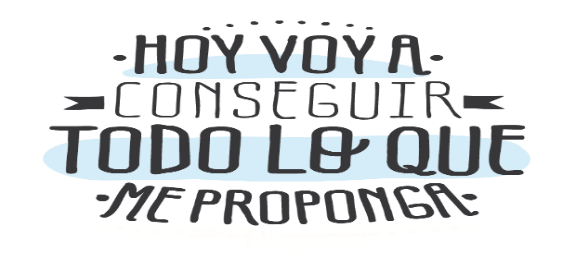 HOY VOY A
CONSEGUIR
TODO LO QUE
ME PROPONGA